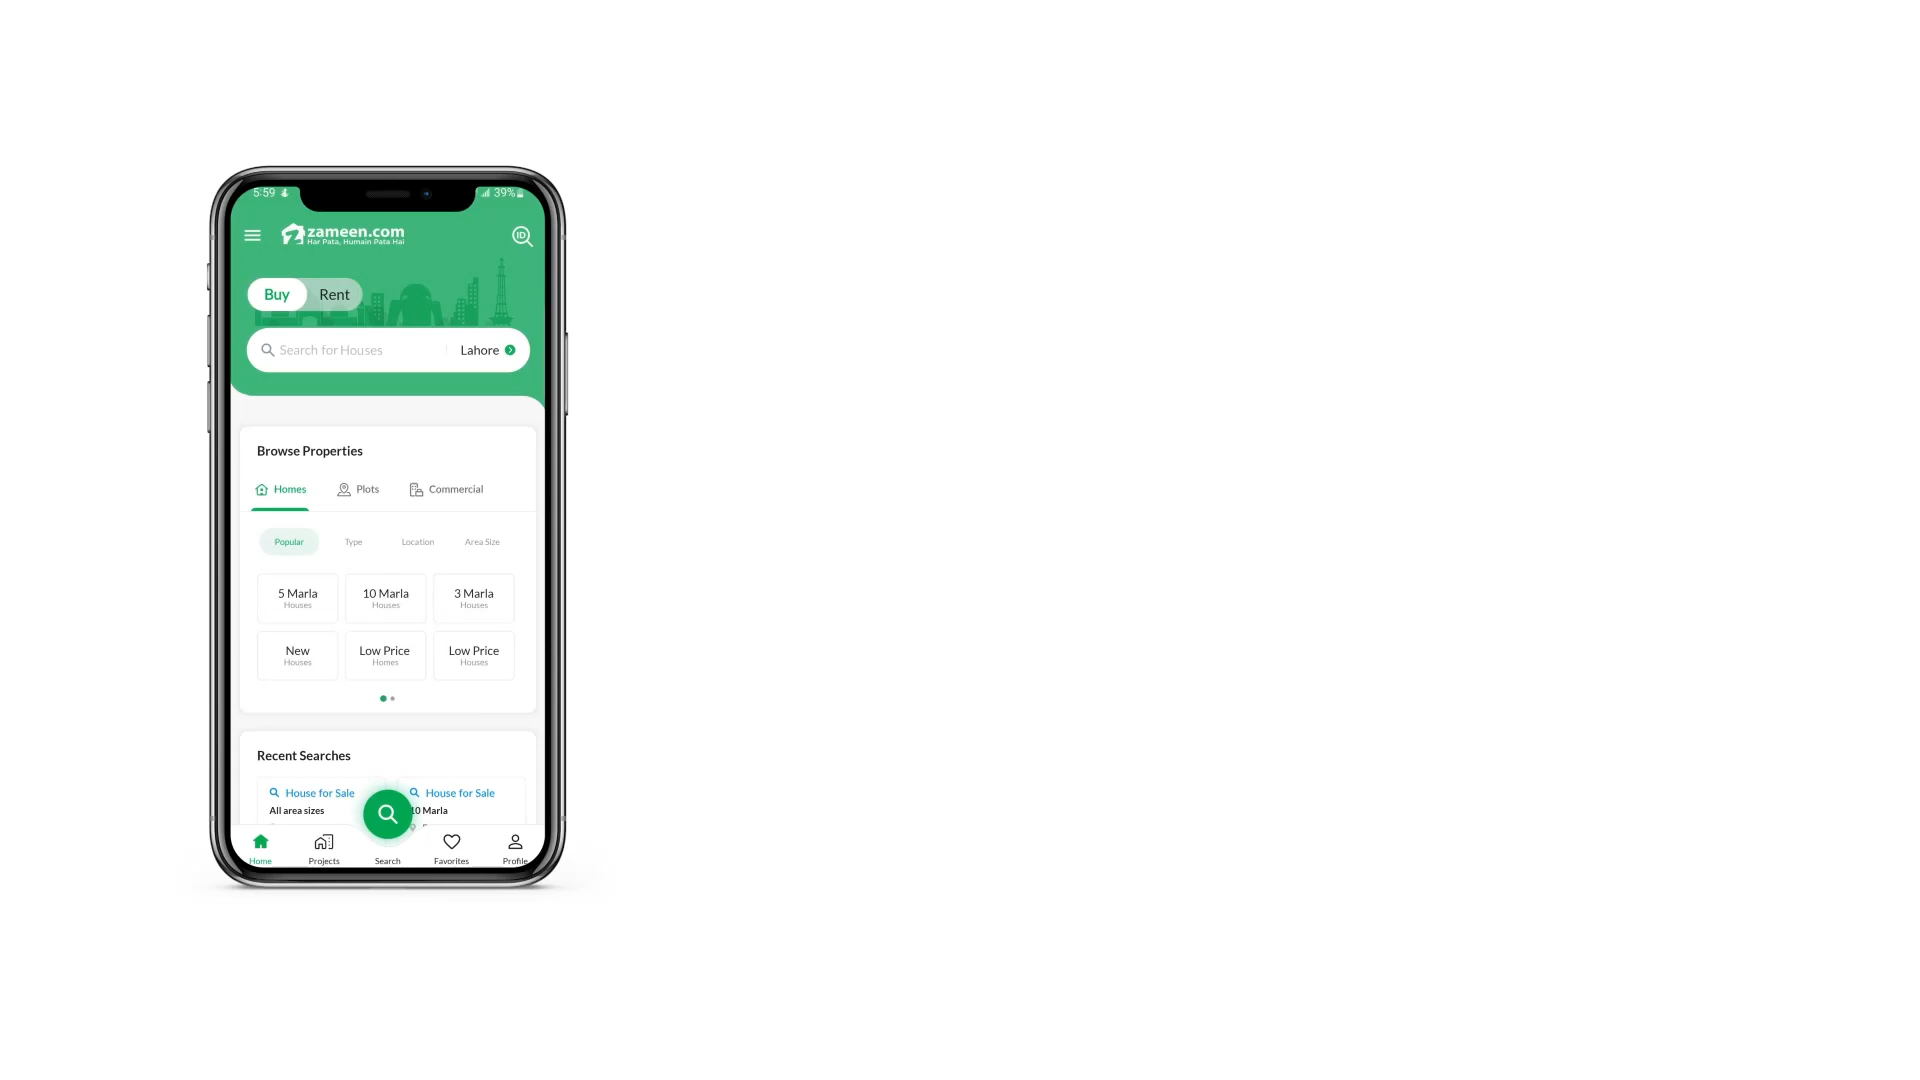 5:59
39%
zameen.com
Har Pata, Humain Pata Hai
ID
Buy Rent
Search for Houses Lahore
Browse Properties
Homes Plots Commercial
Popular Type Location Area Size
5 Marla 10 Marla 3 Marla
Houses Houses Houses
New Low Price Low Price
Houses Homes Houses
Recent Searches
House for Sale House for Sale
All area sizes 10 Marla
Home Projects Search Favorites Profile